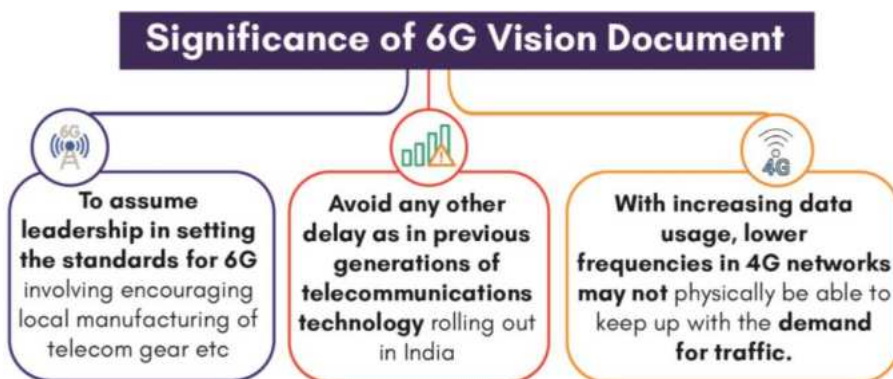 Significance of 6G Vision Document
6G
To assume
leadership in setting
the standards for 6G
involving encouraging
local manufacturing of
telecom gear etc
Avoid any other
delay as in previous
generations of
telecommunications
technology rolling out
in India
4G
With increasing data
usage, lower
frequencies in 4G networks
may not physically be able to
keep up with the demand
for traffic.